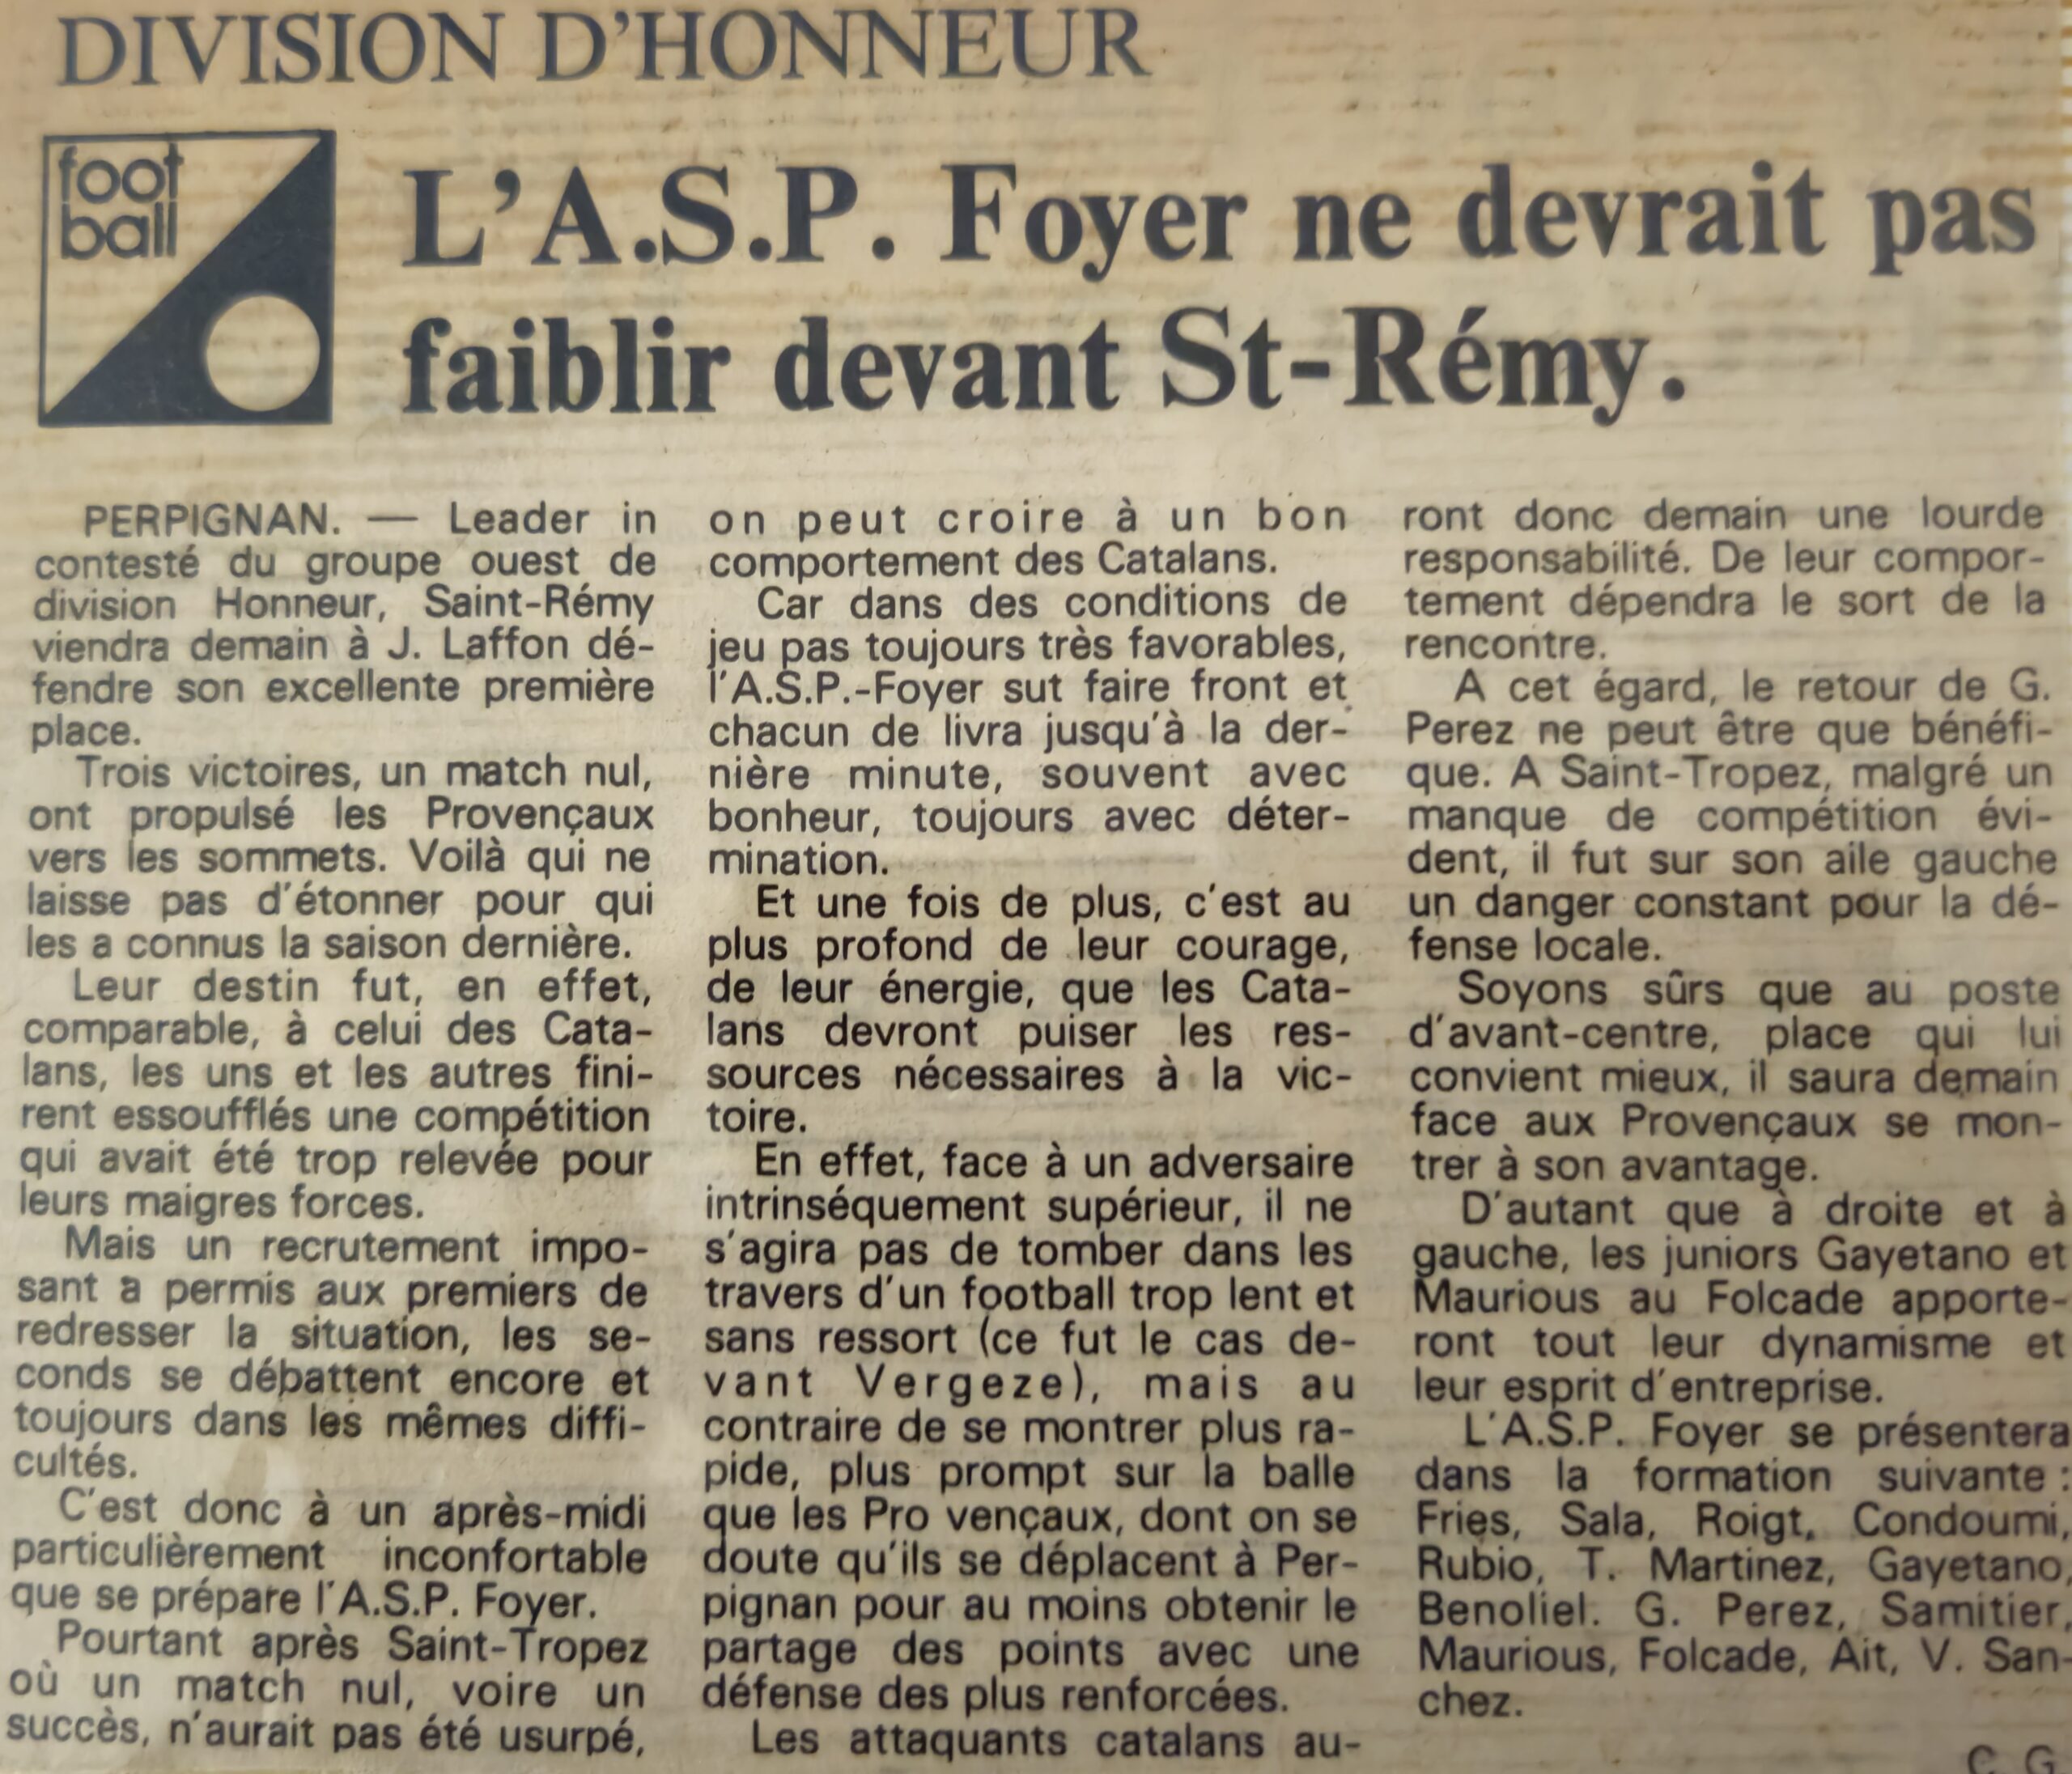 DIVISION D'HONNEUR
foot
ball
L'A.S.P. Foyer ne devrait pas
faiblir devant St-Rémy.
PERPIGNAN. — Leader in
contesté du groupe ouest de
division Honneur, Saint-Rémy
viendra demain à J. Laffon dé-
fendre son excellente première
place.
Trois victoires, un match nul,
ont propulsé les Provençaux
vers les sommets. Voilà qui ne
laisse pas d'étonner pour qui
les a connus la saison dernière.
Leur destin fut, en effet,
comparable, à celui des Cata-
lans, les uns et les autres fini-
rent essoufflés une compétition
qui avait été trop relevée pour
leurs maigres forces.
Mais un recrutement impo-
sant a permis aux premiers de
redresser la situation, les se-
conds se débattent encore et
toujours dans les mêmes diffi-
cultés.
C'est donc à un après-midi
particulièrement inconfortable
que se prépare l'A.S.P. Foyer.
Pourtant après Saint-Tropez
où un match nul, voire un
succès, n'aurait pas été usurpé,
on peut croire à un bon
comportement des Catalans.
Car dans des conditions de
jeu pas toujours très favorables,
l'A.S.P.-Foyer sut faire front et
chacun de livra jusqu'à la der-
nière minute, souvent avec
bonheur, toujours avec déter-
mination.
Et une fois de plus, c'est au
plus profond de leur courage,
de leur énergie, que les Cata-
lans devront puiser les res-
sources nécessaires à la vic-
toire.
En effet, face à un adversaire
intrinséquement supérieur, il ne
s'agira pas de tomber dans les
travers d'un football trop lent et
sans ressort (ce fut le cas de-
vant Vergeze), mais au
contraire de se montrer plus ra-
pide, plus prompt sur la balle
que les Pro vençaux, dont on se
doute qu'ils se déplacent à Per-
pignan pour au moins obtenir le
partage des points avec une
défense des plus renforcées.
Les attaquants catalans au-
ront donc demain une lourde
responsabilité. De leur compor-
tement dépendra le sort de la
rencontre.
A cet égard, le retour de G.
Perez ne peut être que bénéfi-
que. A Saint-Tropez, malgré un
manque de compétition évi-
dent, il fut sur son aile gauche
un danger constant pour la dé-
fense locale.
Soyons sûrs que au poste
d'avant-centre, place qui lui
convient mieux, il saura demain
face aux Provençaux se mon-
trer à son avantage.
D'autant que à droite et à
gauche, les juniors Gayetano et
Maurious au Folcade apporte-
ront tout leur dynamisme et
leur esprit d'entreprise.
L'A.S.P. Foyer se présentera
dans la formation suivante :
Fries, Sala, Roigt, Condoumi,
Rubio, T. Martinez, Gayetano,
Benoliel. G. Perez, Samitier,
Maurious, Folcade, Ait, V. San-
chez.
C. G.